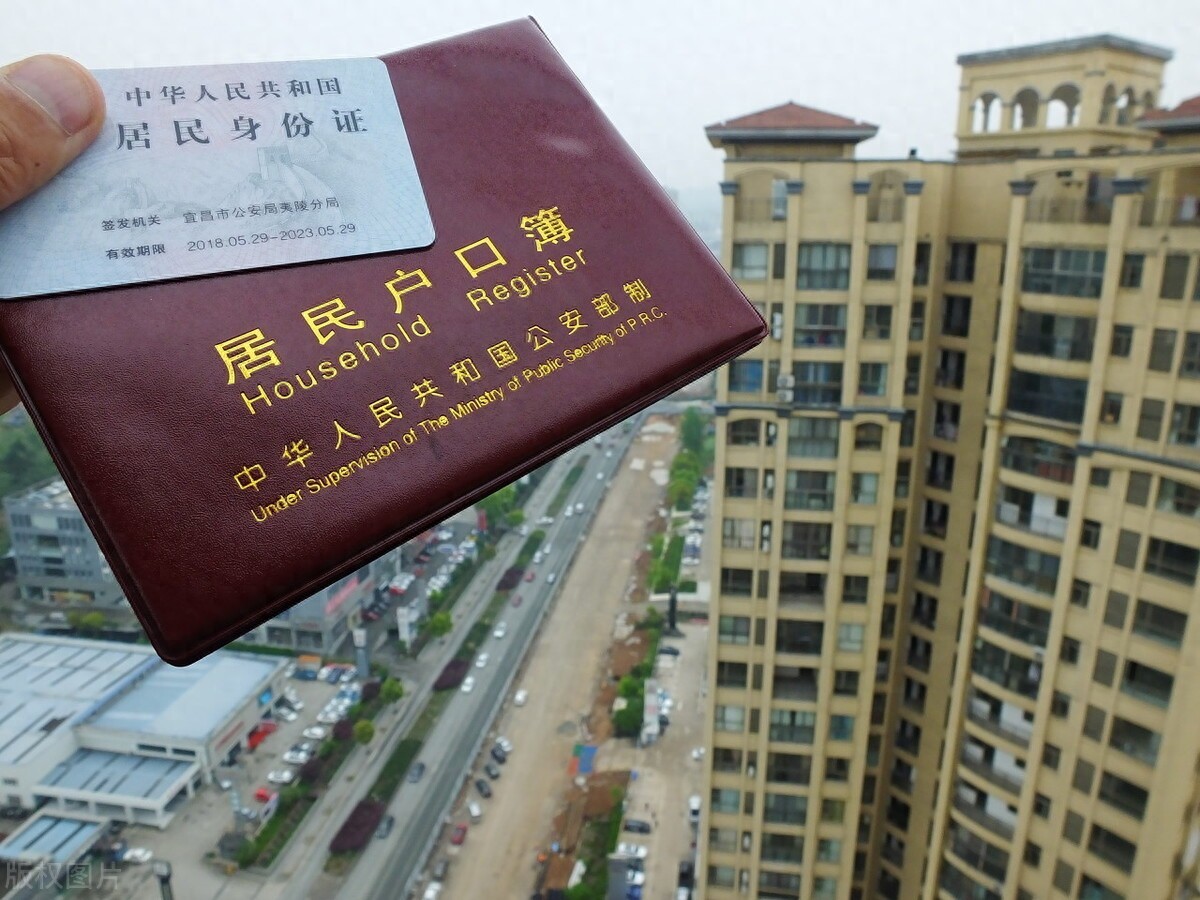 中华人民共和国
居民身份证
签发机关 宜昌市公安局夷陵分局
有效期限 2018.05.29-2023.05.29
居民户口簿
Household Register
中华人民共和国公安部制
Under Supervision of The Ministry of Public Security of P.R.C.
版权图片